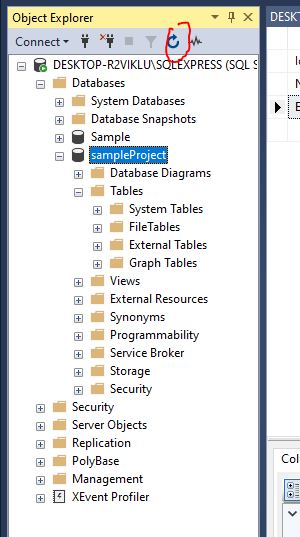 Object Explorer
DESKT
Connect
DESKTOP-R2VIKLU\SQLEXPRESS (SQL S
Databases
System Databases
Database Snapshots
Sample
sampleProject
Database Diagrams
Tables
System Tables
FileTables
External Tables
Graph Tables
Views
External Resources
Synonyms
Programmability
Service Broker
Storage
Security
Security
Server Objects
Replication
PolyBase
Management
XEvent Profiler
Col